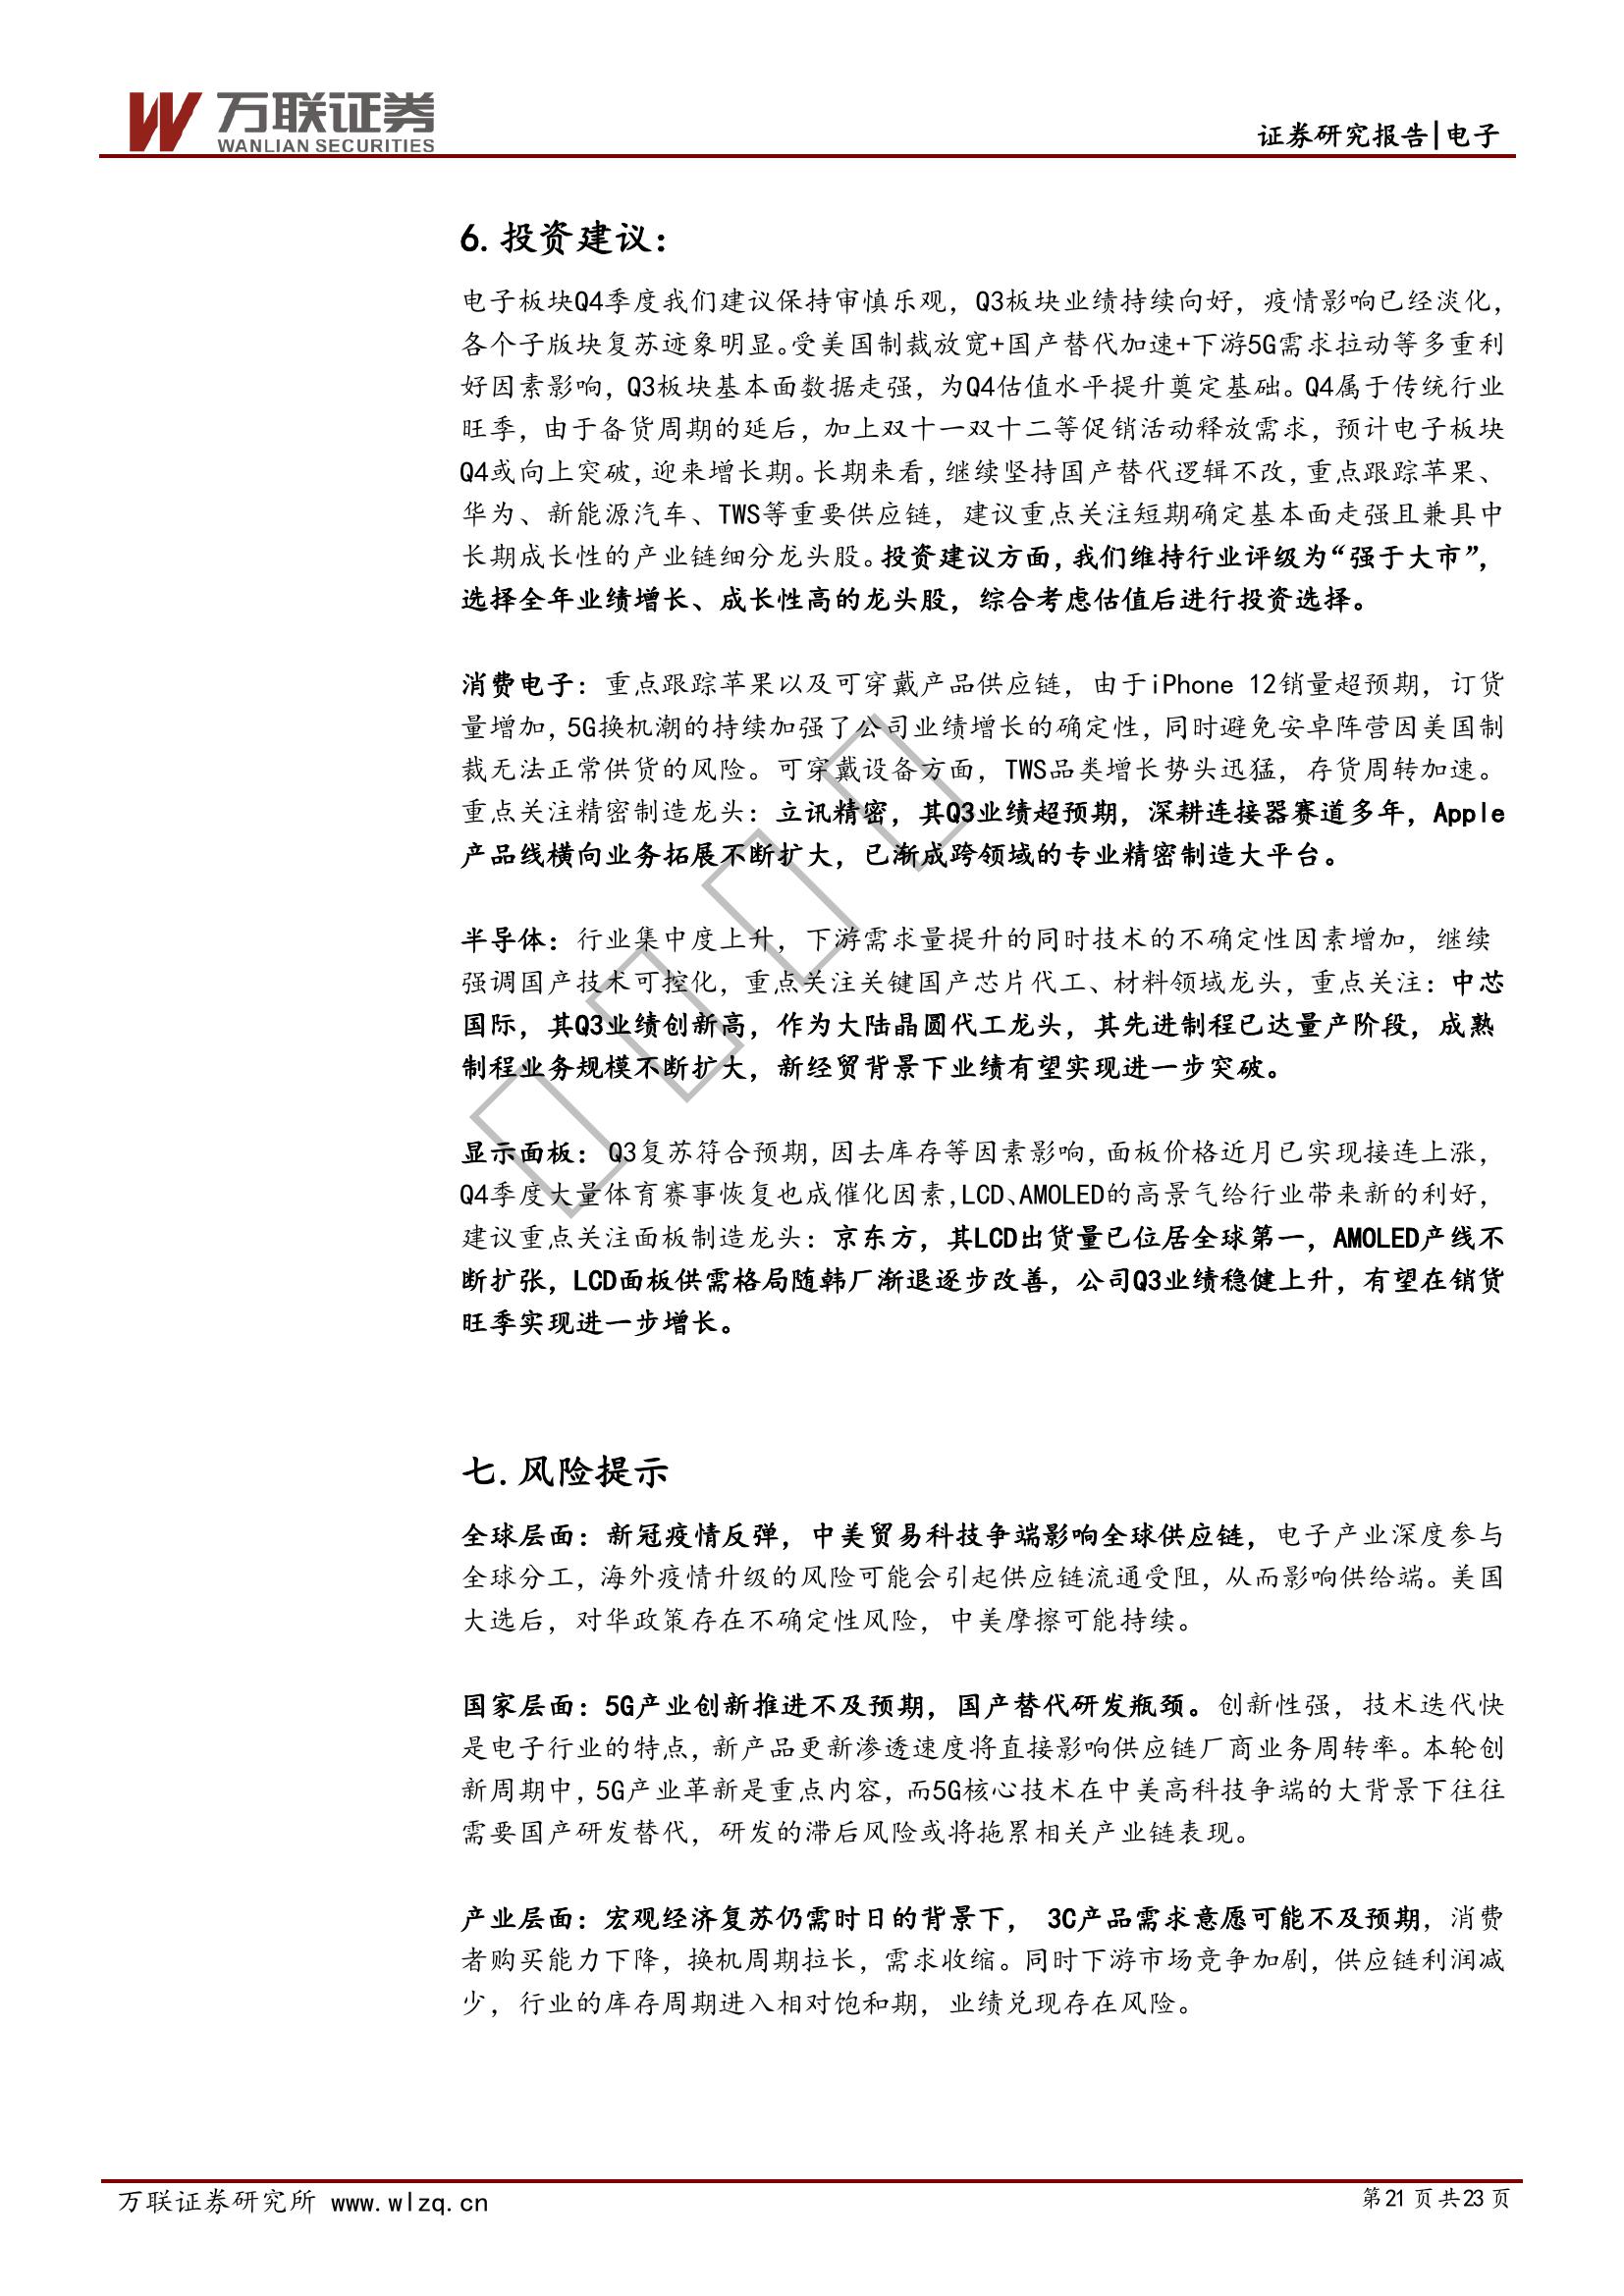 万联证券
WANLIAN SECURITIES
证券研究报告|电子
6.投资建议：
电子板块Q4季度我们建议保持审慎乐观，Q3板块业绩持续向好，疫情影响已经淡化，
各个子版块复苏迹象明显。受美国制裁放宽+国产替代加速+下游5G需求拉动等多重利
好因素影响，Q3板块基本面数据走强，为Q4估值水平提升奠定基础。Q4属于传统行业
旺季，由于备货周期的延后，加上双十一双十二等促销活动释放需求，预计电子板块
Q4或向上突破，迎来增长期。长期来看，继续坚持国产替代逻辑不改，重点跟踪苹果、
华为、新能源汽车、TWS等重要供应链，建议重点关注短期确定基本面走强且兼具中
长期成长性的产业链细分龙头股。投资建议方面，我们维持行业评级为“强于大市”，
选择全年业绩增长、成长性高的龙头股，综合考虑估值后进行投资选择。
消费电子：重点跟踪苹果以及可穿戴产品供应链，由于iPhone 12销量超预期，订货
量增加，5G换机潮的持续加强了公司业绩增长的确定性，同时避免安卓阵营因美国制
裁无法正常供货的风险。可穿戴设备方面，TWS品类增长势头迅猛，存货周转加速。
重点关注精密制造龙头：立讯精密，其Q3业绩超预期，深耕连接器赛道多年，Apple
产品线横向业务拓展不断扩大，已渐成跨领域的专业精密制造大平台。
半导体：行业集中度上升，下游需求量提升的同时技术的不确定性因素增加，继续
强调国产技术可控化，重点关注关键国产芯片代工、材料领域龙头，重点关注：中芯
国际，其Q3业绩创新高，作为大陆晶圆代工龙头，其先进制程已达量产阶段，成熟
制程业务规模不断扩大，新经贸背景下业绩有望实现进一步突破。
显示面板：Q3复苏符合预期，因去库存等因素影响，面板价格近月已实现接连上涨，
Q4季度大量体育赛事恢复也成催化因素，LCD、AMOLED的高景气给行业带来新的利好，
建议重点关注面板制造龙头：京东方，其LCD出货量已位居全球第一，AMOLED产线不
断扩张，LCD面板供需格局随韩厂渐退逐步改善，公司Q3业绩稳健上升，有望在销货
旺季实现进一步增长。
七.风险提示
全球层面：新冠疫情反弹，中美贸易科技争端影响全球供应链，电子产业深度参与
全球分工，海外疫情升级的风险可能会引起供应链流通受阻，从而影响供给端。美国
大选后，对华政策存在不确定性风险，中美摩擦可能持续。
国家层面：5G产业创新推进不及预期，国产替代研发瓶颈。创新性强，技术迭代快
是电子行业的特点，新产品更新渗透速度将直接影响供应链厂商业务周转率。本轮创
新周期中，5G产业革新是重点内容，而5G核心技术在中美高科技争端的大背景下往往
需要国产研发替代，研发的滞后风险或将拖累相关产业链表现。
产业层面：宏观经济复苏仍需时日的背景下， 3C产品需求意愿可能不及预期，消费
者购买能力下降，换机周期拉长，需求收缩。同时下游市场竞争加剧，供应链利润减
少，行业的库存周期进入相对饱和期，业绩兑现存在风险。
万联证券研究所 www.wlzq.cn
第21页共23页